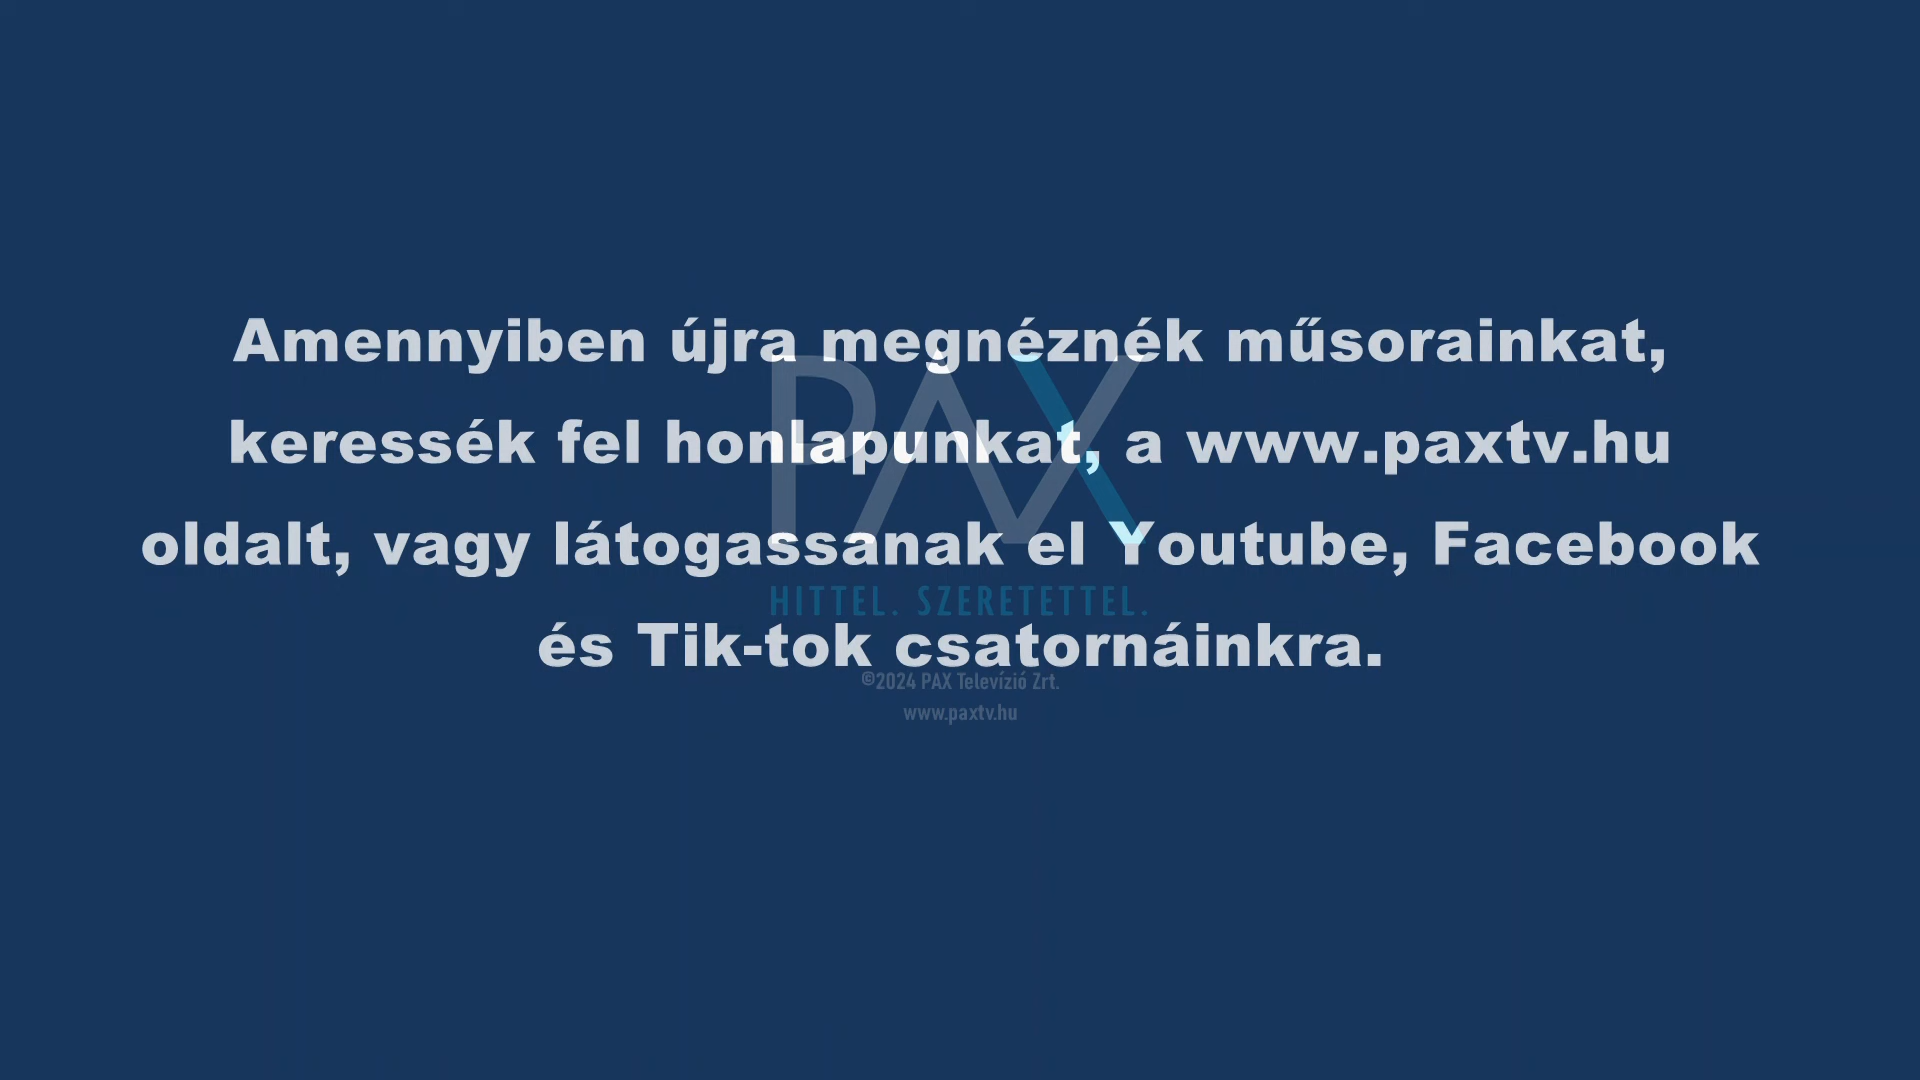 Amennyiben újra megnéznék műsorainkat,
keressék fel honlapunkat, a www.paxtv.hu
oldalt, vagy látogassanak el Youtube, Facebook
és Tik-tok csatornáinkra.
PAX
HITTEL. SZERETETTEL.
©2024 PAX Televízió Zrt.
www.paxtv.hu